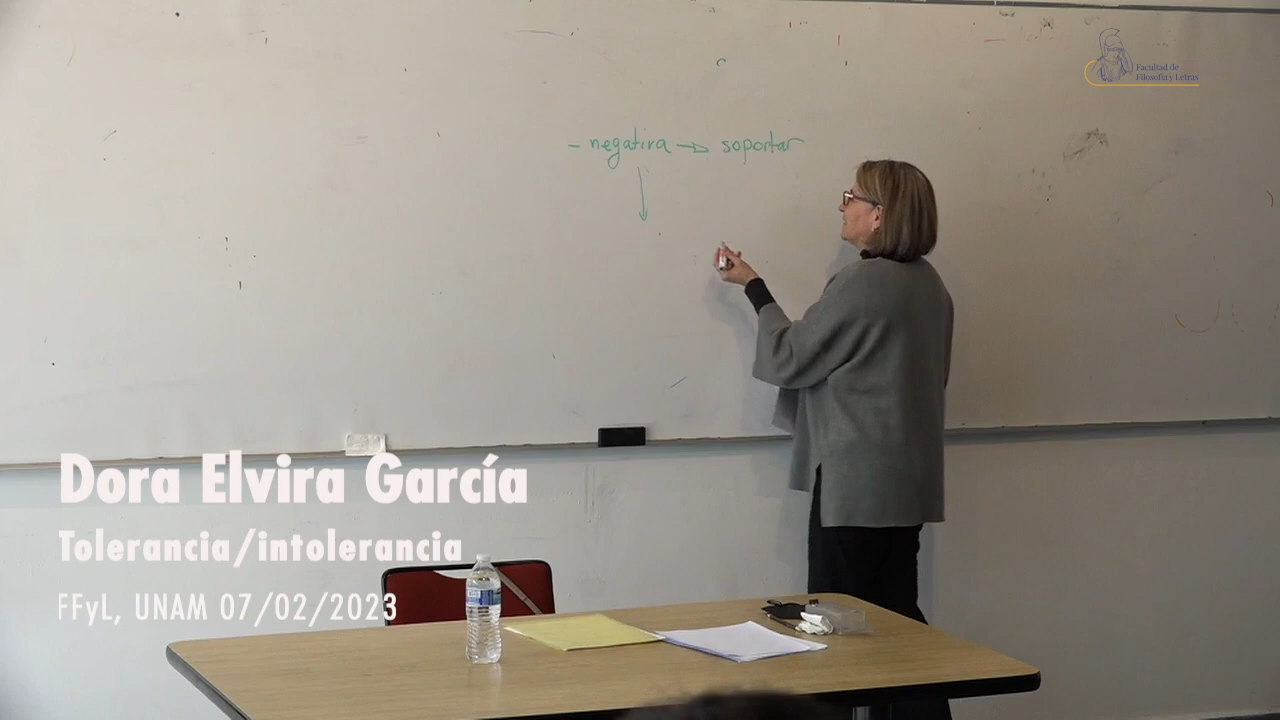 Facultad de
Filosofía y Letras
- negativa → soportar
↓
Dora Elvira García
Tolerancia/intolerancia
FFyL, UNAM 07/02/2023